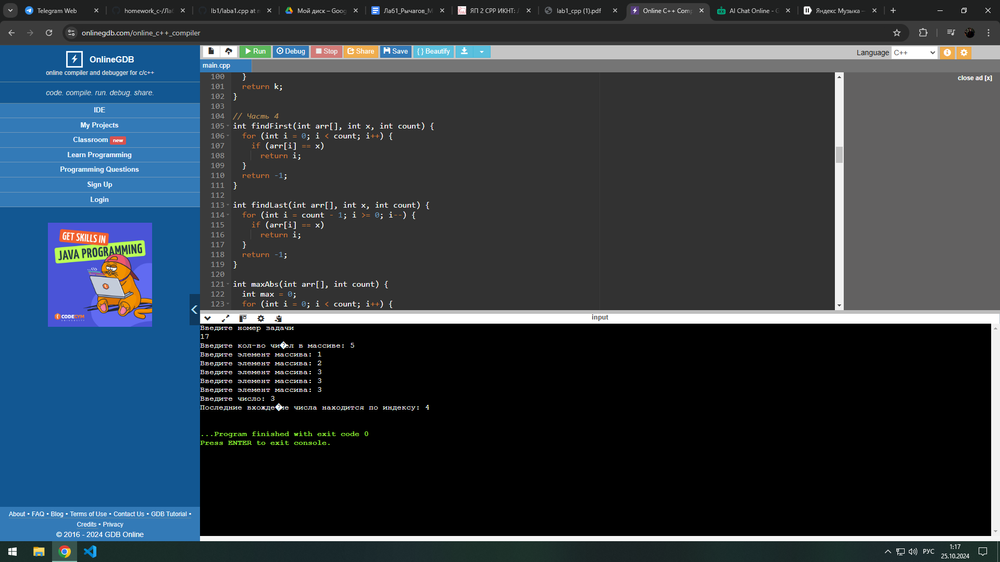 Telegram Web
homework_c-/Ла
lb1/laba1.cpp at n
Мой диск – Goog
Лаб1_Рычагов_М
ЯП 2 СРР ИКНТ: Л
lab1_cpp (1).pdf
Online C++ Comp
AI Chat Online - G
Яндекс Музыка —
onlinegdb.com/online_c++_compiler
OnlineGDB
online compiler and debugger for c/c++
code. compile. run. debug. share.
IDE
My Projects
Classroom new
Learn Programming
Programming Questions
Sign Up
Login
GET SKILLS IN
JAVA PROGRAMMING
CODEGYM
UNIVERSITY
About • FAQ • Blog • Terms of Use • Contact Us • GDB Tutorial •
Credits • Privacy
© 2016 - 2024 GDB Online
Run Debug Stop Share Save { } Beautify
Language C++
main.cpp
close ad [x]
100 }
101 return k;
102 }
103
104 // Часть 4
105 int findFirst(int arr[], int x, int count) {
106 for (int i = 0; i < count; i++) {
107 if (arr[i] == x)
108 return i;
109 }
110 return -1;
111 }
112
113 int findLast(int arr[], int x, int count) {
114 for (int i = count - 1; i >= 0; i--) {
115 if (arr[i] == x)
116 return i;
117 }
118 return -1;
119 }
120
121 int maxAbs(int arr[], int count) {
122 int max = 0;
123 for (int i = 0; i < count; i++) {
input
Введите номер задачи
17
Введите кол-во чи�ел в массиве: 5
Введите элемент массива: 1
Введите элемент массива: 2
Введите элемент массива: 3
Введите элемент массива: 3
Введите элемент массива: 3
Введите число: 3
Последние вхожде�ие числа находится по индексу: 4
...Program finished with exit code 0
Press ENTER to exit console.
РУС
1:17
25.10.2024